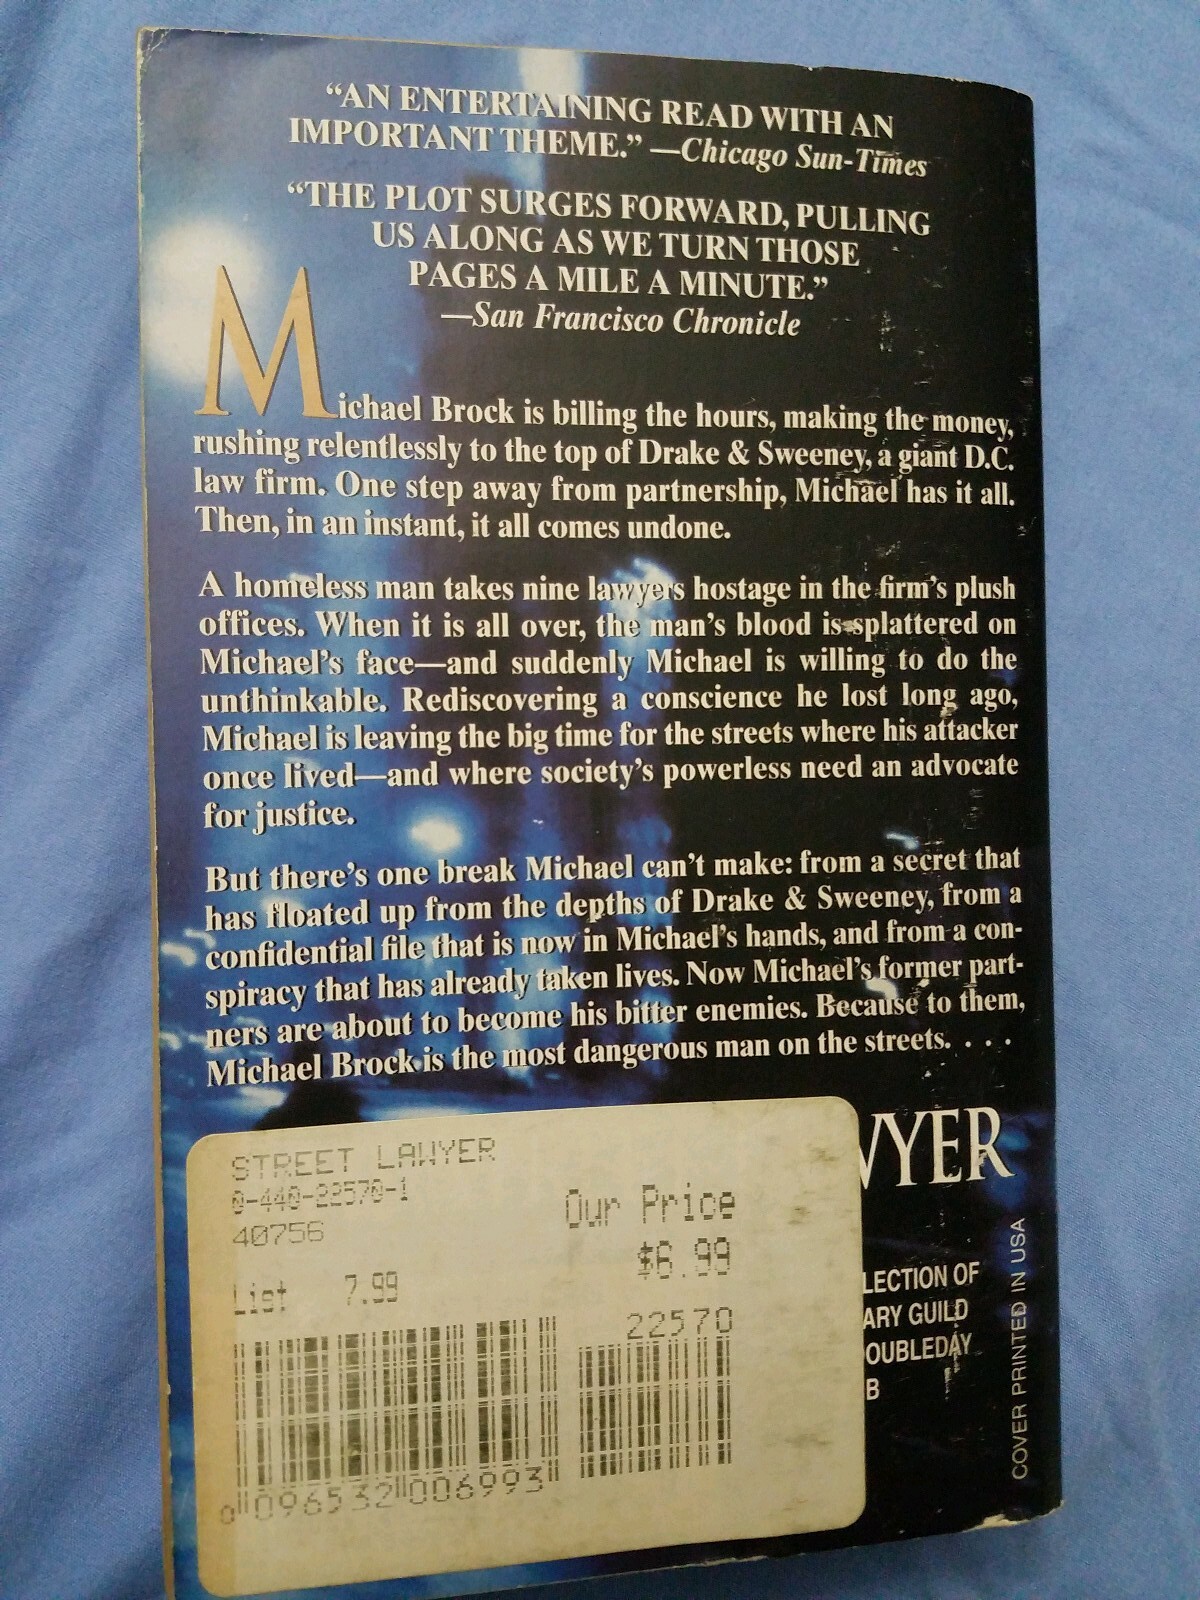 “AN ENTERTAINING READ WITH AN
IMPORTANT THEME.” —Chicago Sun-Times
“THE PLOT SURGES FORWARD, PULLING
US ALONG AS WE TURN THOSE
PAGES A MILE A MINUTE.”
—San Francisco Chronicle
Michael Brock is billing the hours, making the money,
rushing relentlessly to the top of Drake & Sweeney, a giant D.C.
law firm. One step away from partnership, Michael has it all.
Then, in an instant, it all comes undone.
A homeless man takes nine lawyers hostage in the firm’s plush
offices. When it is all over, the man’s blood is splattered on
Michael’s face—and suddenly Michael is willing to do the
unthinkable. Rediscovering a conscience he lost long ago,
Michael is leaving the big time for the streets where his attacker
once lived—and where society’s powerless need an advocate
for justice.
But there’s one break Michael can’t make: from a secret that
has floated up from the depths of Drake & Sweeney, from a
confidential file that is now in Michael’s hands, and from a con-
spiracy that has already taken lives. Now Michael’s former part-
ners are about to become his bitter enemies. Because to them,
Michael Brock is the most dangerous man on the streets. . . .
WYER
STREET LAWYER
0-440-22570-1
40756
Our Price
$6.99
List 7.99
22570
0 096532 006993
LECTION OF
ARY GUILD
OUBLEDAY
B
COVER PRINTED IN USA